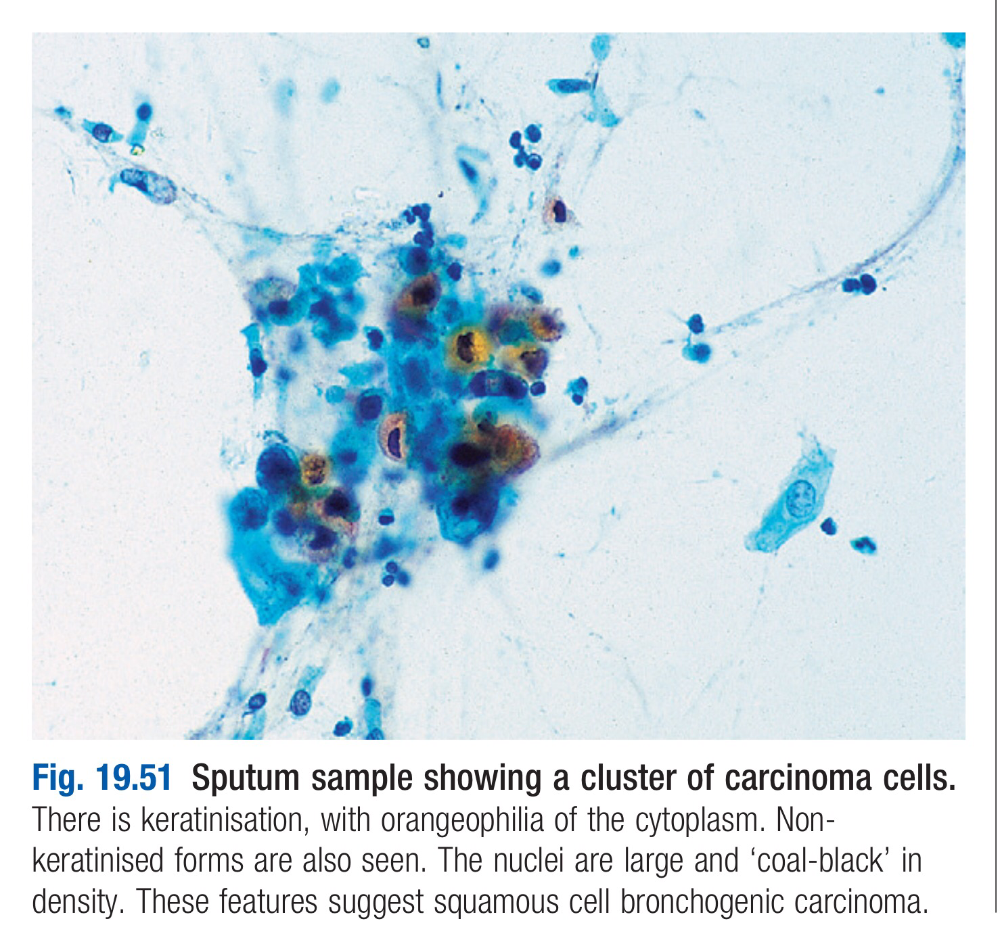 Fig. 19.51 Sputum sample showing a cluster of carcinoma cells.
There is keratinisation, with orangeophilia of the cytoplasm. Non-
keratinised forms are also seen. The nuclei are large and ‘coal-black’ in
density. These features suggest squamous cell bronchogenic carcinoma.